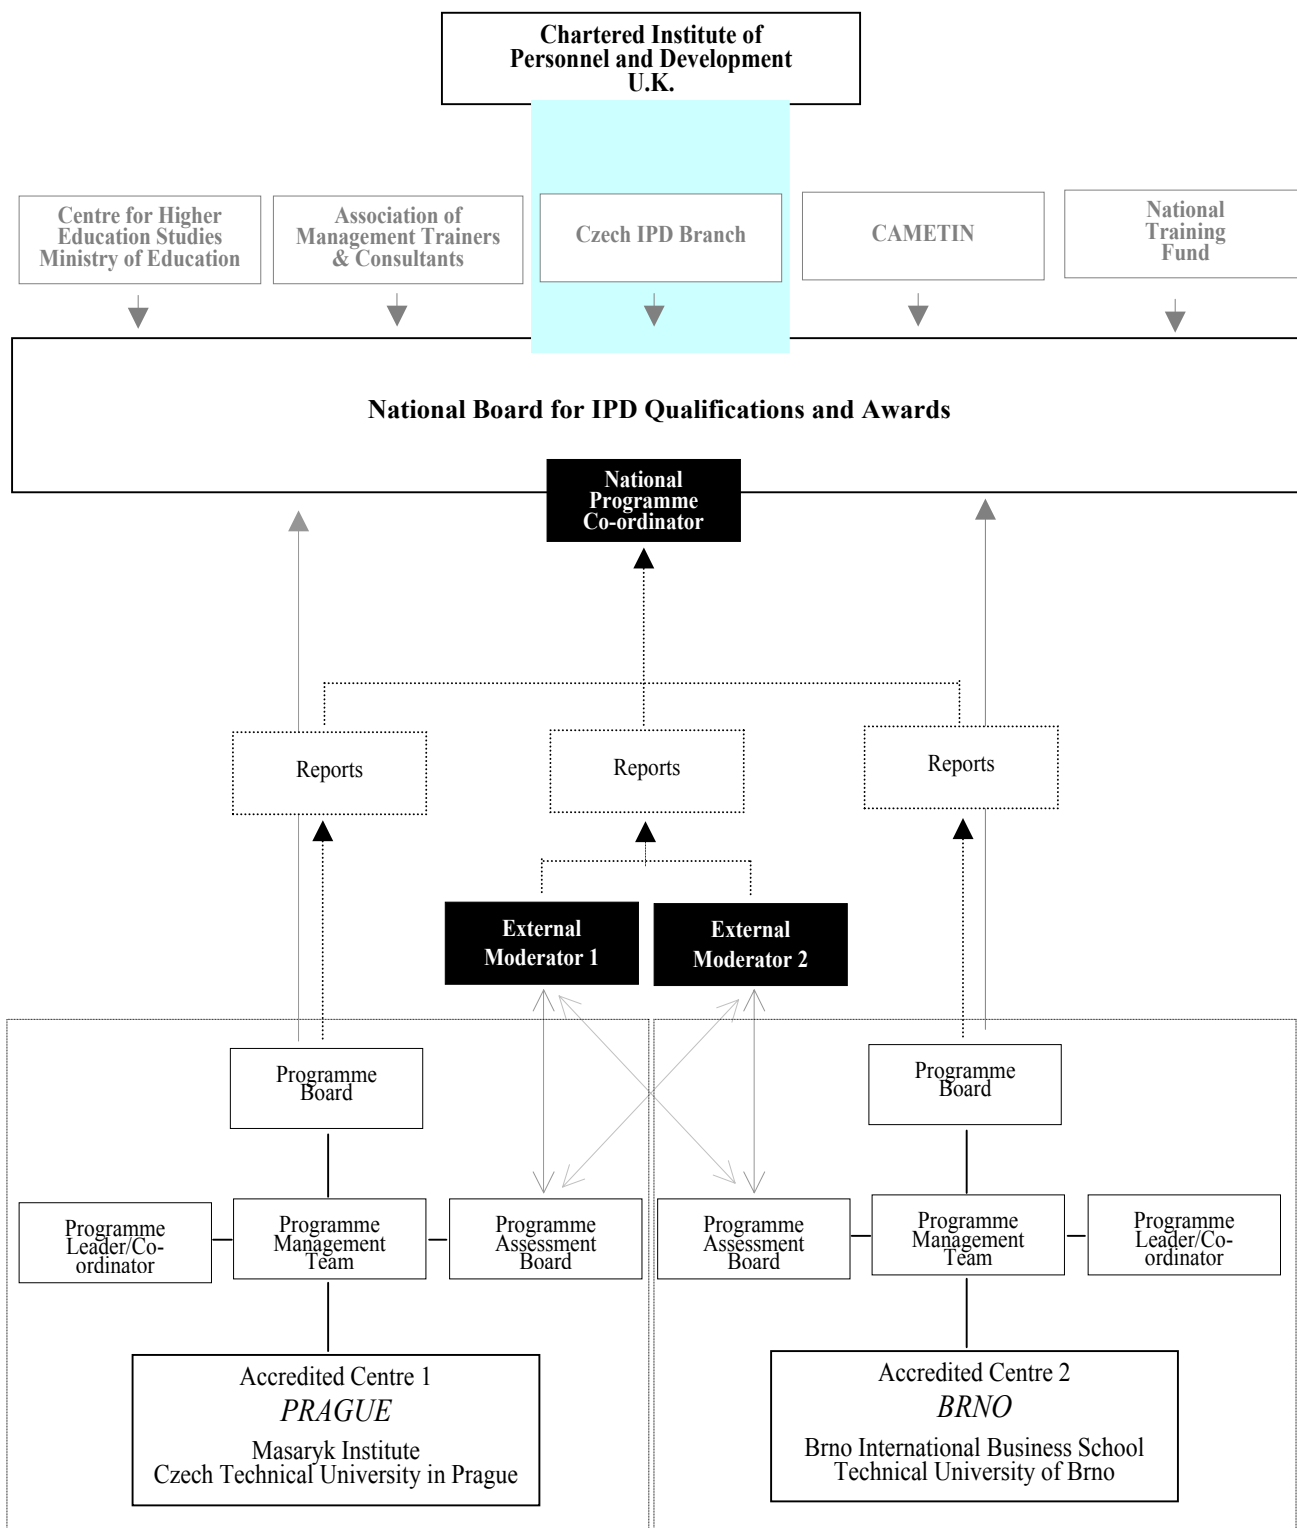 Chartered Institute of
Personnel and Development
U.K.
Centre for Higher
Education Studies
Ministry of Education
Association of
Management Trainers
& Consultants
Czech IPD Branch
CAMETIN
National
Training
Fund
National Board for IPD Qualifications and Awards
National
Programme
Co-ordinator
Reports
Reports
Reports
External
Moderator 1
External
Moderator 2
Programme
Board
Programme
Board
Programme
Leader/Co-
ordinator
Programme
Management
Team
Programme
Assessment
Board
Programme
Assessment
Board
Programme
Management
Team
Programme
Leader/Co-
ordinator
Accredited Centre 1
PRAGUE
Masaryk Institute
Czech Technical University in Prague
Accredited Centre 2
BRNO
Brno International Business School
Technical University of Brno